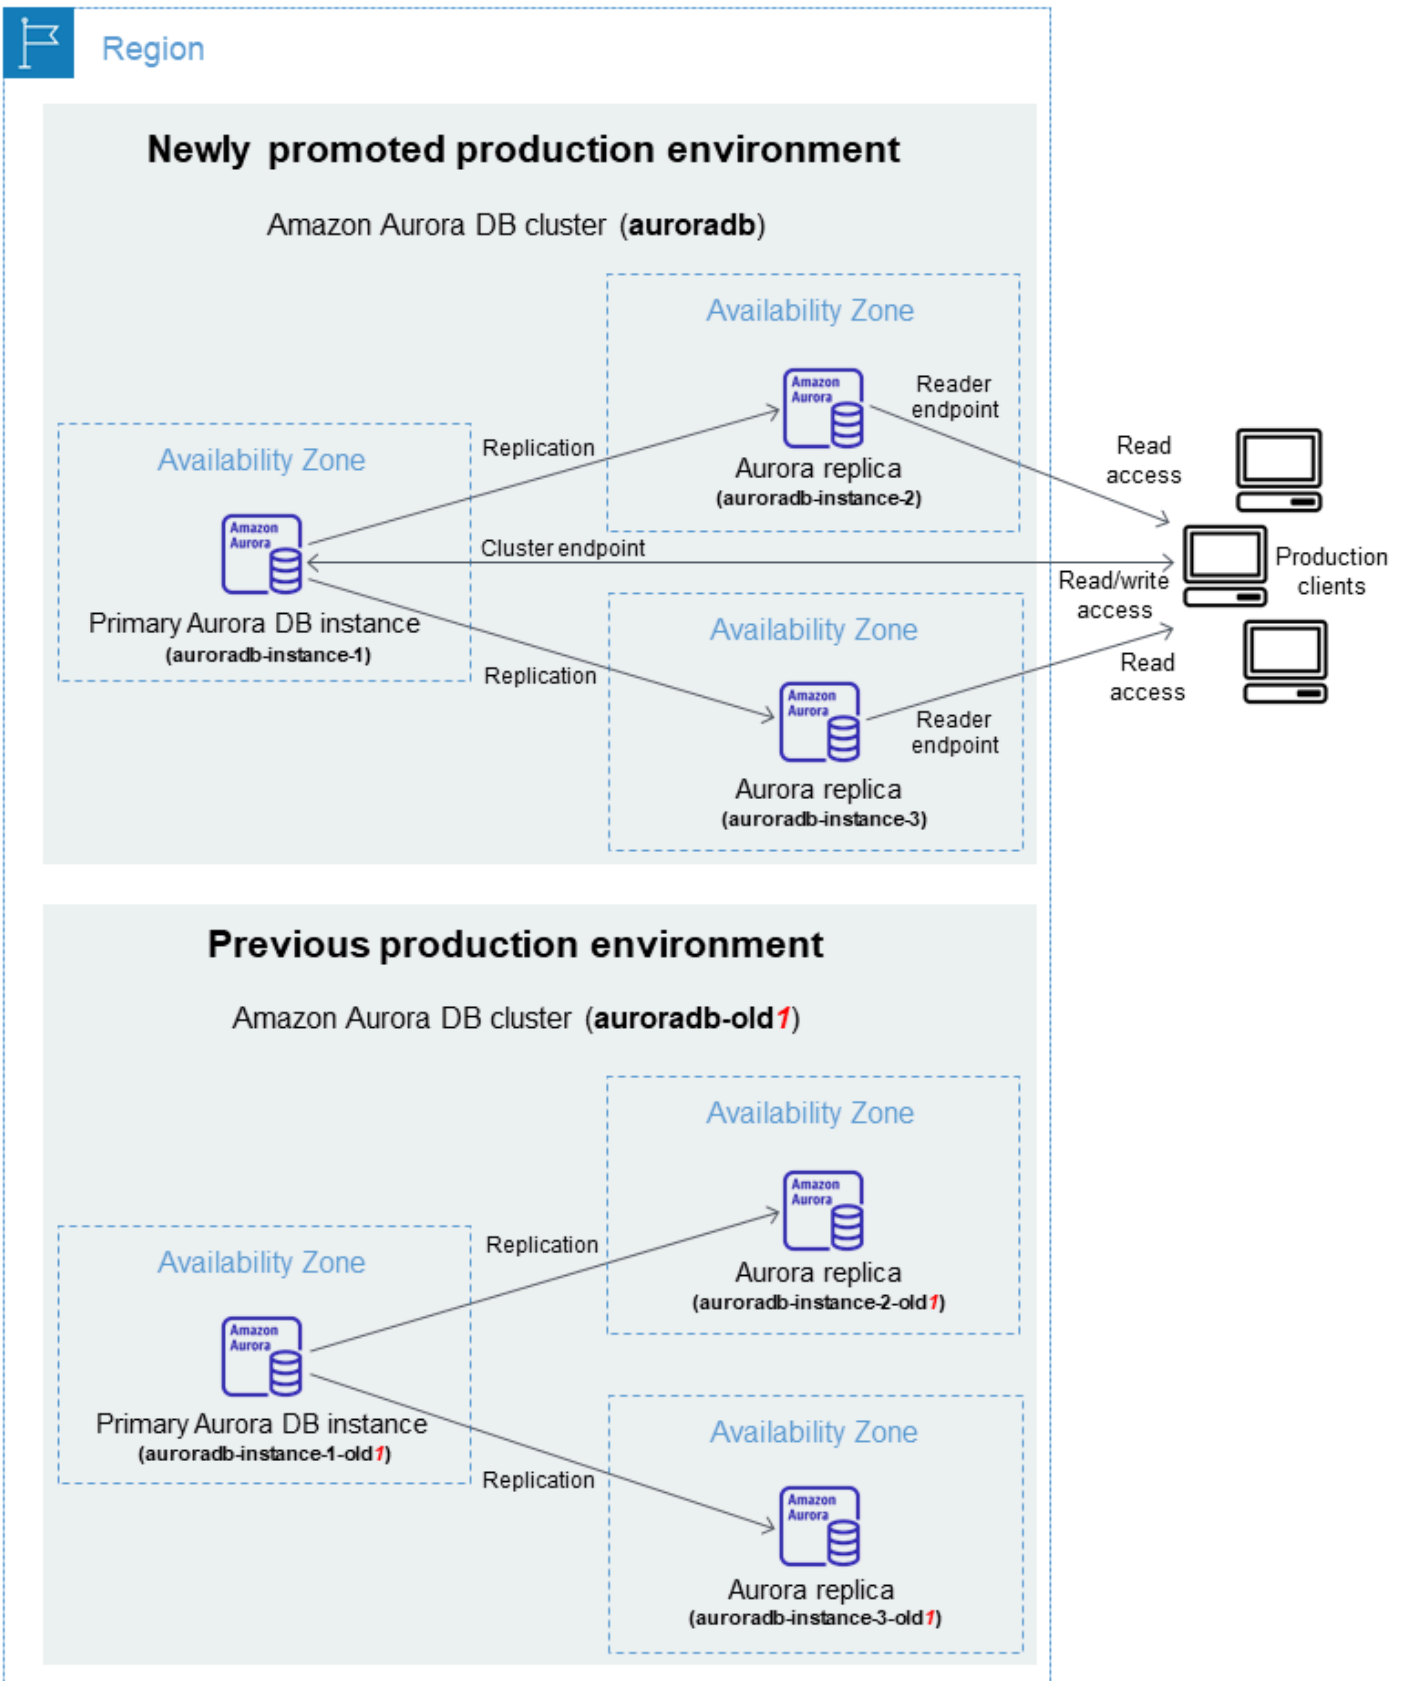 Region
Newly promoted production environment
Amazon Aurora DB cluster (auroradb)
Availability Zone
Amazon
Aurora
Reader
endpoint
Aurora replica
(auroradb-instance-2)
Replication
Availability Zone
Amazon
Aurora
Primary Aurora DB instance
(auroradb-instance-1)
Cluster endpoint
Read
access
Read/write
access
Read
access
Production
clients
Replication
Availability Zone
Amazon
Aurora
Reader
endpoint
Aurora replica
(auroradb-instance-3)
Previous production environment
Amazon Aurora DB cluster (auroradb-old1)
Availability Zone
Amazon
Aurora
Aurora replica
(auroradb-instance-2-old1)
Replication
Availability Zone
Amazon
Aurora
Primary Aurora DB instance
(auroradb-instance-1-old1)
Replication
Availability Zone
Amazon
Aurora
Aurora replica
(auroradb-instance-3-old1)